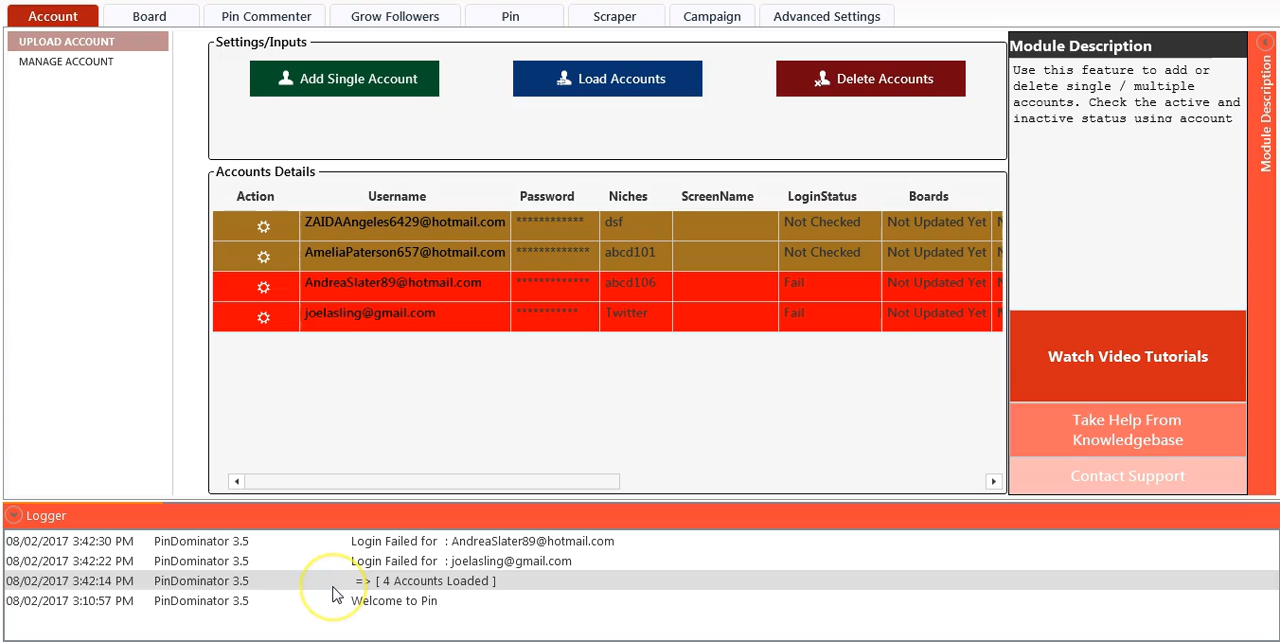 Account Board Pin Commenter Grow Followers Pin Scraper Campaign Advanced Settings
UPLOAD ACCOUNT
MANAGE ACCOUNT
Settings/Inputs
Add Single Account Load Accounts Delete Accounts
Accounts Details
Action Username Password Niches ScreenName LoginStatus Boards
ZAIDAAngeles6429@hotmail.com ************ dsf Not Checked Not Updated Yet N
AmeliaPaterson657@hotmail.com ************* abcd101 Not Checked Not Updated Yet N
AndreaSlater89@hotmail.com ************* abcd106 Fail Not Updated Yet N
joelasling@gmail.com *********** Twitter Fail Not Updated Yet N
Module Description
Use this feature to add or
delete single / multiple
accounts. Check the active and
inactive status using account
Watch Video Tutorials
Take Help From
Knowledgebase
Contact Support
Module Description
Logger
08/02/2017 3:42:30 PM PinDominator 3.5 Login Failed for : AndreaSlater89@hotmail.com
08/02/2017 3:42:22 PM PinDominator 3.5 Login Failed for : joelasling@gmail.com
08/02/2017 3:42:14 PM PinDominator 3.5 => [ 4 Accounts Loaded ]
08/02/2017 3:10:57 PM PinDominator 3.5 Welcome to Pin